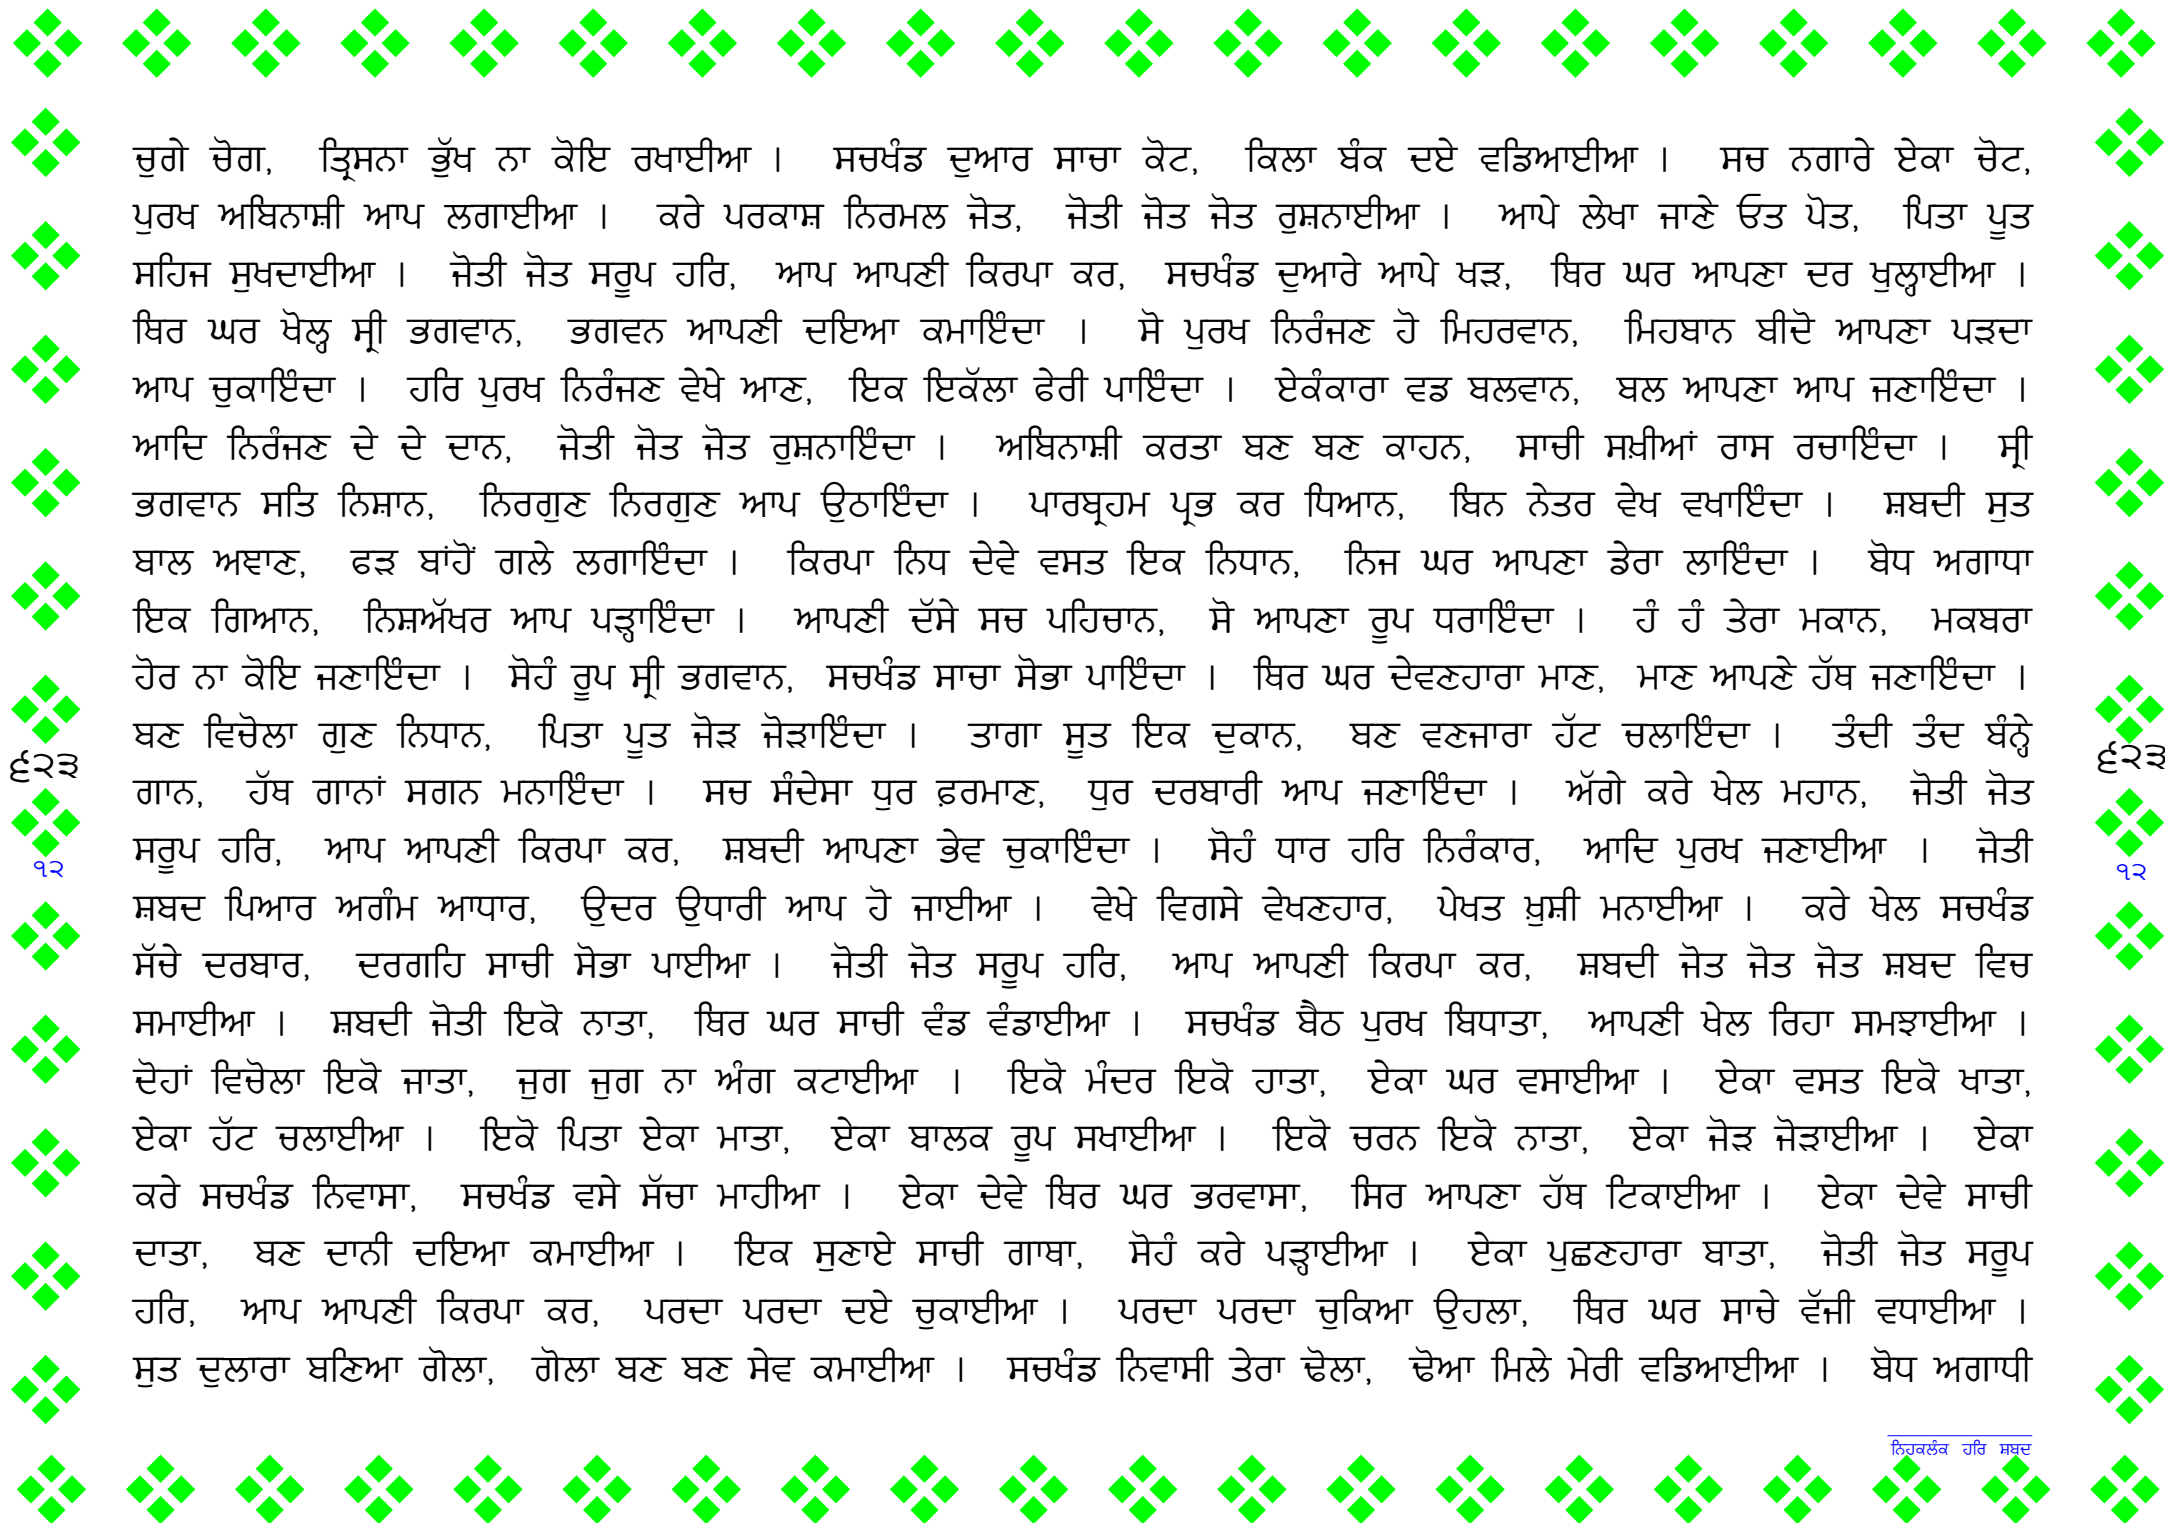 ਚੁਗੇ ਚੋਗ, ਤ੍ਰਿਸਨਾ ਭੁੱਖ ਨਾ ਕੋਇ ਰਖਾਈਆ । ਸਚਖੰਡ ਦੁਆਰ ਸਾਚਾ ਕੋਟ, ਕਿਲਾ ਬੰਕ ਦਏ ਵਡਿਆਈਆ । ਸਚ ਨਗਾਰੇ ਏਕਾ ਚੋਟ,
ਪੁਰਖ ਅਬਿਨਾਸ਼ੀ ਆਪ ਲਗਾਈਆ । ਕਰੇ ਪਰਕਾਸ਼ ਨਿਰਮਲ ਜੋਤ, ਜੋਤੀ ਜੋਤ ਜੋਤ ਰੁਸ਼ਨਾਈਆ । ਆਪੇ ਲੇਖਾ ਜਾਣੇ ਓਤ ਪੋਤ, ਪਿਤਾ ਪੂਤ
ਸਹਿਜ ਸੁਖਦਾਈਆ । ਜੋਤੀ ਜੋਤ ਸਰੂਪ ਹਰਿ, ਆਪ ਆਪਣੀ ਕਿਰਪਾ ਕਰ, ਸਚਖੰਡ ਦੁਆਰੇ ਆਪੇ ਖੜ, ਥਿਰ ਘਰ ਆਪਣਾ ਦਰ ਖੁਲ੍ਹਾਈਆ ।
ਥਿਰ ਘਰ ਖੋਲ੍ਹ ਸ੍ਰੀ ਭਗਵਾਨ, ਭਗਵਨ ਆਪਣੀ ਦਇਆ ਕਮਾਇੰਦਾ । ਸੋ ਪੁਰਖ ਨਿਰੰਜਣ ਹੋ ਮਿਹਰਵਾਨ, ਮਿਹਬਾਨ ਬੀਦੋ ਆਪਣਾ ਪੜਦਾ
ਆਪ ਚੁਕਾਇੰਦਾ । ਹਰਿ ਪੁਰਖ ਨਿਰੰਜਣ ਵੇਖੇ ਆਣ, ਇਕ ਇਕੱਲਾ ਫੇਰੀ ਪਾਇੰਦਾ । ਏਕੰਕਾਰਾ ਵਡ ਬਲਵਾਨ, ਬਲ ਆਪਣਾ ਆਪ ਜਣਾਇੰਦਾ ।
ਆਦਿ ਨਿਰੰਜਣ ਦੇ ਦੇ ਦਾਨ, ਜੋਤੀ ਜੋਤ ਜੋਤ ਰੁਸ਼ਨਾਇੰਦਾ । ਅਬਿਨਾਸ਼ੀ ਕਰਤਾ ਬਣ ਬਣ ਕਾਹਨ, ਸਾਚੀ ਸਖ਼ੀਆਂ ਰਾਸ ਰਚਾਇੰਦਾ । ਸ੍ਰੀ
ਭਗਵਾਨ ਸਤਿ ਨਿਸ਼ਾਨ, ਨਿਰਗੁਣ ਨਿਰਗੁਣ ਆਪ ਉਠਾਇੰਦਾ । ਪਾਰਬ੍ਰਹਮ ਪ੍ਰਭ ਕਰ ਧਿਆਨ, ਬਿਨ ਨੇਤਰ ਵੇਖ ਵਖਾਇੰਦਾ । ਸ਼ਬਦੀ ਸੁਤ
ਬਾਲ ਅਞਾਣ, ਫੜ ਬਾਂਹੋਂ ਗਲੇ ਲਗਾਇੰਦਾ । ਕਿਰਪਾ ਨਿਧ ਦੇਵੇ ਵਸਤ ਇਕ ਨਿਧਾਨ, ਨਿਜ ਘਰ ਆਪਣਾ ਡੇਰਾ ਲਾਇੰਦਾ । ਬੋਧ ਅਗਾਧਾ
ਇਕ ਗਿਆਨ, ਨਿਸ਼ਅੱਖਰ ਆਪ ਪੜ੍ਹਾਇੰਦਾ । ਆਪਣੀ ਦੱਸੇ ਸਚ ਪਹਿਚਾਨ, ਸੋ ਆਪਣਾ ਰੂਪ ਧਰਾਇੰਦਾ । ਹੰ ਹੰ ਤੇਰਾ ਮਕਾਨ, ਮਕਬਰਾ
ਹੋਰ ਨਾ ਕੋਇ ਜਣਾਇੰਦਾ । ਸੋਹੰ ਰੂਪ ਸ੍ਰੀ ਭਗਵਾਨ, ਸਚਖੰਡ ਸਾਚਾ ਸੋਭਾ ਪਾਇੰਦਾ । ਥਿਰ ਘਰ ਦੇਵਣਹਾਰਾ ਮਾਣ, ਮਾਣ ਆਪਣੇ ਹੱਥ ਜਣਾਇੰਦਾ ।
ਬਣ ਵਿਚੋਲਾ ਗੁਣ ਨਿਧਾਨ, ਪਿਤਾ ਪੂਤ ਜੋੜ ਜੋੜਾਇੰਦਾ । ਤਾਗਾ ਸੂਤ ਇਕ ਦੁਕਾਨ, ਬਣ ਵਣਜਾਰਾ ਹੱਟ ਚਲਾਇੰਦਾ । ਤੰਦੀ ਤੰਦ ਬੰਨ੍ਹੇ
ਗਾਨ, ਹੱਥ ਗਾਨਾਂ ਸਗਨ ਮਨਾਇੰਦਾ । ਸਚ ਸੰਦੇਸਾ ਧੁਰ ਫ਼ਰਮਾਣ, ਧੁਰ ਦਰਬਾਰੀ ਆਪ ਜਣਾਇੰਦਾ । ਅੱਗੇ ਕਰੇ ਖੇਲ ਮਹਾਨ, ਜੋਤੀ ਜੋਤ
ਸਰੂਪ ਹਰਿ, ਆਪ ਆਪਣੀ ਕਿਰਪਾ ਕਰ, ਸ਼ਬਦੀ ਆਪਣਾ ਭੇਵ ਚੁਕਾਇੰਦਾ । ਸੋਹੰ ਧਾਰ ਹਰਿ ਨਿਰੰਕਾਰ, ਆਦਿ ਪੁਰਖ ਜਣਾਈਆ । ਜੋਤੀ
ਸ਼ਬਦ ਪਿਆਰ ਅਗੰਮ ਆਧਾਰ, ਉਦਰ ਉਧਾਰੀ ਆਪ ਹੋ ਜਾਈਆ । ਵੇਖੇ ਵਿਗਸੇ ਵੇਖਣਹਾਰ, ਪੇਖਤ ਖ਼ੁਸ਼ੀ ਮਨਾਈਆ । ਕਰੇ ਖੇਲ ਸਚਖੰਡ
ਸੱਚੇ ਦਰਬਾਰ, ਦਰਗਹਿ ਸਾਚੀ ਸੋਭਾ ਪਾਈਆ । ਜੋਤੀ ਜੋਤ ਸਰੂਪ ਹਰਿ, ਆਪ ਆਪਣੀ ਕਿਰਪਾ ਕਰ, ਸ਼ਬਦੀ ਜੋਤ ਜੋਤ ਜੋਤ ਸ਼ਬਦ ਵਿਚ
ਸਮਾਈਆ । ਸ਼ਬਦੀ ਜੋਤੀ ਇਕੋ ਨਾਤਾ, ਥਿਰ ਘਰ ਸਾਚੀ ਵੰਡ ਵੰਡਾਈਆ । ਸਚਖੰਡ ਬੈਠ ਪੁਰਖ ਬਿਧਾਤਾ, ਆਪਣੀ ਖੇਲ ਰਿਹਾ ਸਮਝਾਈਆ ।
ਦੋਹਾਂ ਵਿਚੋਲਾ ਇਕੋ ਜਾਤਾ, ਜੁਗ ਜੁਗ ਨਾ ਅੰਗ ਕਟਾਈਆ । ਇਕੋ ਮੰਦਰ ਇਕੋ ਹਾਤਾ, ਏਕਾ ਘਰ ਵਸਾਈਆ । ਏਕਾ ਵਸਤ ਇਕੋ ਖਾਤਾ,
ਏਕਾ ਹੱਟ ਚਲਾਈਆ । ਇਕੋ ਪਿਤਾ ਏਕਾ ਮਾਤਾ, ਏਕਾ ਬਾਲਕ ਰੂਪ ਸਖਾਈਆ । ਇਕੋ ਚਰਨ ਇਕੋ ਨਾਤਾ, ਏਕਾ ਜੋੜ ਜੋੜਾਈਆ । ਏਕਾ
ਕਰੇ ਸਚਖੰਡ ਨਿਵਾਸਾ, ਸਚਖੰਡ ਵਸੇ ਸੱਚਾ ਮਾਹੀਆ । ਏਕਾ ਦੇਵੇ ਥਿਰ ਘਰ ਭਰਵਾਸਾ, ਸਿਰ ਆਪਣਾ ਹੱਥ ਟਿਕਾਈਆ । ਏਕਾ ਦੇਵੇ ਸਾਚੀ
ਦਾਤਾ, ਬਣ ਦਾਨੀ ਦਇਆ ਕਮਾਈਆ । ਇਕ ਸੁਣਾਏ ਸਾਚੀ ਗਾਥਾ, ਸੋਹੰ ਕਰੇ ਪੜ੍ਹਾਈਆ । ਏਕਾ ਪੁਛਣਹਾਰਾ ਬਾਤਾ, ਜੋਤੀ ਜੋਤ ਸਰੂਪ
ਹਰਿ, ਆਪ ਆਪਣੀ ਕਿਰਪਾ ਕਰ, ਪਰਦਾ ਪਰਦਾ ਦਏ ਚੁਕਾਈਆ । ਪਰਦਾ ਪਰਦਾ ਚੁਕਿਆ ਉਹਲਾ, ਥਿਰ ਘਰ ਸਾਚੇ ਵੱਜੀ ਵਧਾਈਆ ।
ਸੁਤ ਦੁਲਾਰਾ ਬਣਿਆ ਗੋਲਾ, ਗੋਲਾ ਬਣ ਬਣ ਸੇਵ ਕਮਾਈਆ । ਸਚਖੰਡ ਨਿਵਾਸੀ ਤੇਰਾ ਢੋਲਾ, ਢੋਆ ਮਿਲੇ ਮੇਰੀ ਵਡਿਆਈਆ । ਬੋਧ ਅਗਾਧੀ
੬੨੩
੬੨੩
੧੨
੧੨
ਨਿਹਕਲੰਕ ਹਰਿ ਸ਼ਬਦ